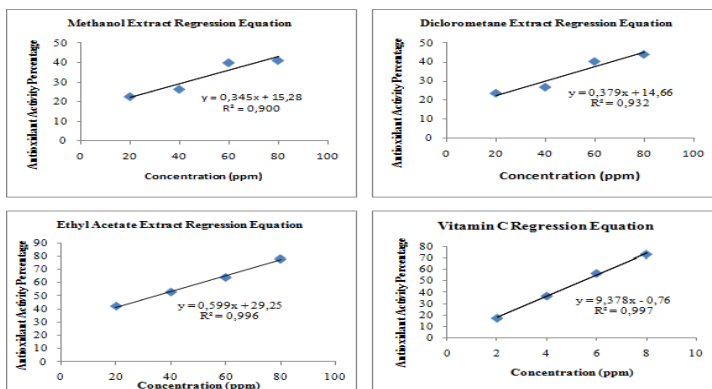 Methanol Extract Regression Equation
Antioxidant Activity Percentage
50
40
30
20
10
0
y = 0,345x + 15,28
R² = 0,900
0 20 40 60 80 100
Concentration (ppm)
Diclorometane Extract Regression Equation
Antioxidant Activity Percentage
50
40
30
20
10
0
y = 0,379x + 14,66
R² = 0,932
0 20 40 60 80 100
Concentration (ppm)
Ethyl Acetate Extract Regression Equation
Antioxidant Activity Percentage
90
80
70
60
50
40
30
20
10
0
y = 0,599x + 29,25
R² = 0,996
0 20 40 60 80 100
Concentration (ppm)
Vitamin C Regression Equation
Antioxidant Activity Percentage
80
70
60
50
40
30
20
10
0
y = 9,378x - 0,76
R² = 0,997
0 2 4 6 8 10
Concentration (ppm)